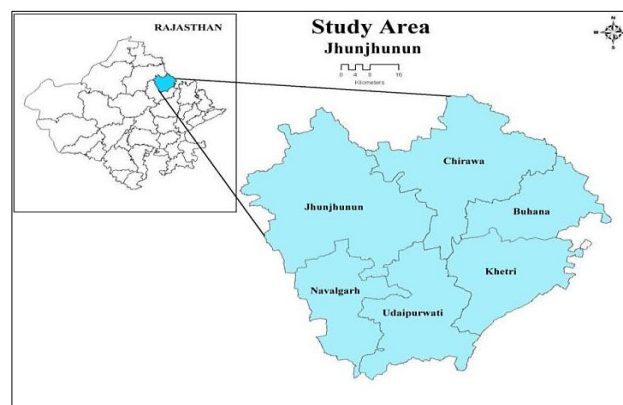 RAJASTHAN
Study Area
Jhunjhunun
N
W
E
S
0 4 8 16
Kilometers
Chirawa
Jhunjhunun
Buhana
Khetri
Navalgarh
Udaipurwati